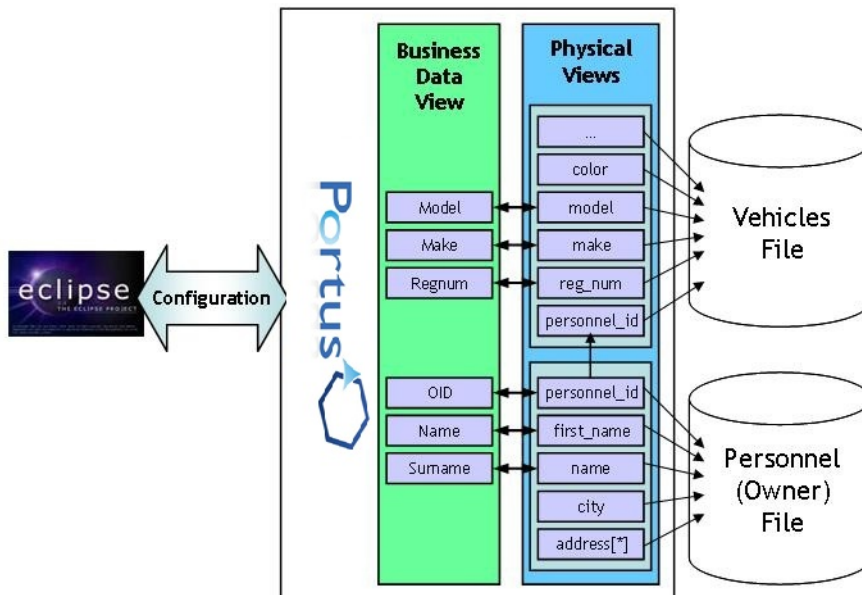 eclipse
THE ECLIPSE PROJECT
Configuration
Portus
Business
Data
View
Model
Make
Regnum
OID
Name
Surname
Physical
Views
...
color
model
make
reg_num
personnel_id
personnel_id
first_name
name
city
address[*]
Vehicles
File
Personnel
(Owner)
File